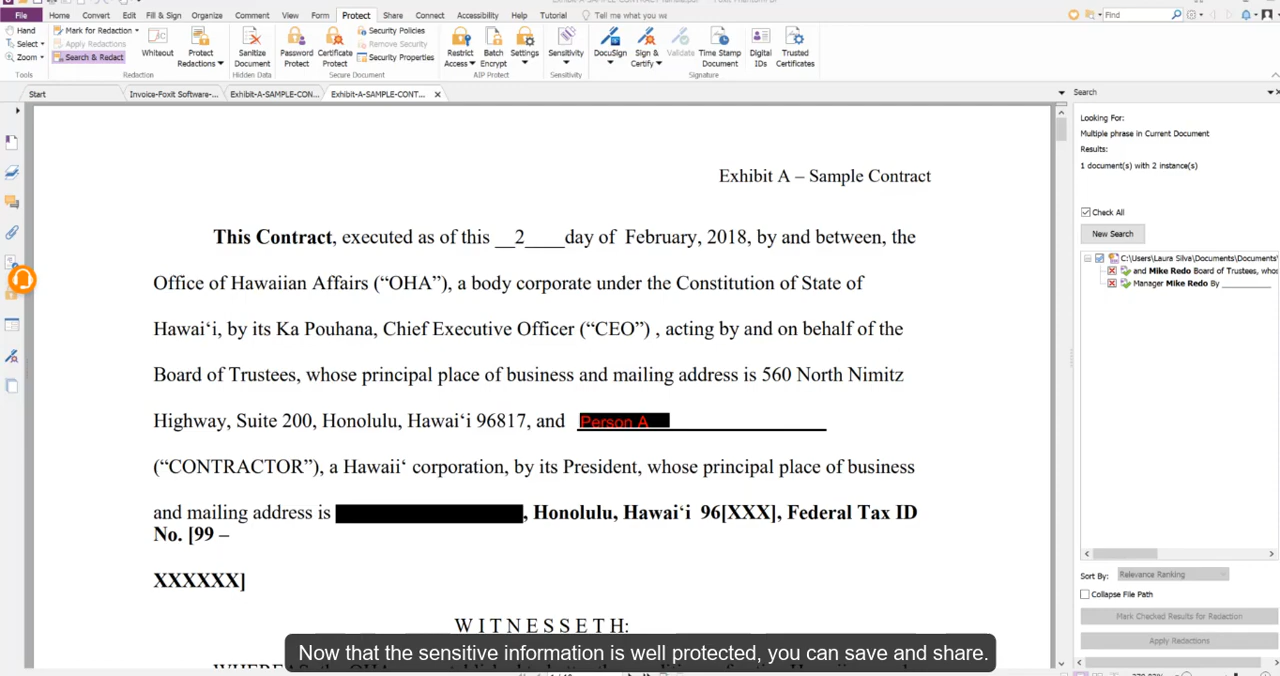 File Home Convert Edit Fill & Sign Organize Comment View Form Protect Share Connect Accessibility Help Tutorial Tell me what you w Find
Hand
Select
Zoom
Tools
Mark for Redaction
Apply Redactions
Search & Redact
Whiteout
Protect Redactions
Redaction
Sanitize Document
Hidden Data
Password Protect
Certificate Protect
Security Policies
Remove Security
Security Properties
Secure Document
Restrict Access
Batch Encrypt
Settings
AIP Protect
Sensitivity
Sensitivity
DocuSign
Sign & Certify
Validate
Time Stamp Document
Digital IDs
Signature
Trusted Certificates
Start Invoice-Foxit Software-... Exhibit-A-SAMPLE-CON... Exhibit-A-SAMPLE-CONT...
Exhibit A – Sample Contract
This Contract, executed as of this __2____day of February, 2018, by and between, the
Office of Hawaiian Affairs (“OHA”), a body corporate under the Constitution of State of
Hawai‘i, by its Ka Pouhana, Chief Executive Officer (“CEO”) , acting by and on behalf of the
Board of Trustees, whose principal place of business and mailing address is 560 North Nimitz
Highway, Suite 200, Honolulu, Hawai‘i 96817, and Person A
(“CONTRACTOR”), a Hawaii‘ corporation, by its President, whose principal place of business
and mailing address is , Honolulu, Hawai‘i 96[XXX], Federal Tax ID
No. [99 –
XXXXXX]
W I T N E S S E T H:
Now that the sensitive information is well protected, you can save and share.
Search
Looking For:
Multiple phrase in Current Document
Results:
1 document(s) with 2 instance(s)
Check All
New Search
C:\Users\Laura Silva\Documents\Documents'
and Mike Redo Board of Trustees, whos
Manager Mike Redo By __________
Sort By: Relevance Ranking
Collapse File Path
Mark Checked Results for Redaction
Apply Redactions